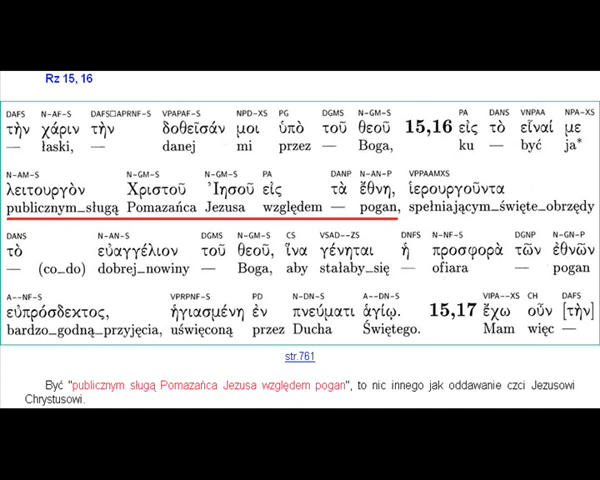 Rz 15, 16
DAFS N-AF-S DAFS□APRNF-S VPAPAF-S NPD-XS PG DGMS N-GM-S PA DANS VNPAA NPA-XS
τὴν χάριν τὴν δοθεῖσάν μοι ὑπὸ τοῦ θεοῦ 15,16 εἰς τὸ εἶναί με
— łaski, — danej mi przez — Boga, ku — być ja*
N-AM-S N-GM-S N-GM-S PA DANP N-AN-P VPPAAMXS
λειτουργὸν Χριστοῦ Ἰησοῦ εἰς τὰ ἔθνη, ἱερουργοῦντα
publicznym_sługą Pomazańca Jezusa względem — pogan, spełniającym_święte_obrzędy
DANS N-AN-S DGMS N-GM-S CS VSAD--ZS DNFS N-NF-S DGNP N-GN-P
τὸ εὐαγγέλιον τοῦ θεοῦ, ἵνα γένηται ἡ προσφορὰ τῶν ἐθνῶν
— (co_do) dobrej_nowiny — Boga, aby stałaby_się — ofiara — pogan
A--NF-S VPRPNF-S PD N-DN-S A--DN-S VIPA--XS CH DAFS
εὐπρόσδεκτος, ἡγιασμένη ἐν πνεύματι ἁγίῳ. 15,17 ἔχω οὖν [τὴν]
bardzo_godną_przyjęcia, uświęconą przez Ducha Świętego. Mam więc —
str.761
Być "publicznym sługą Pomazańca Jezusa względem pogan", to nic innego jak oddawanie czci Jezusowi
Chrystusowi.